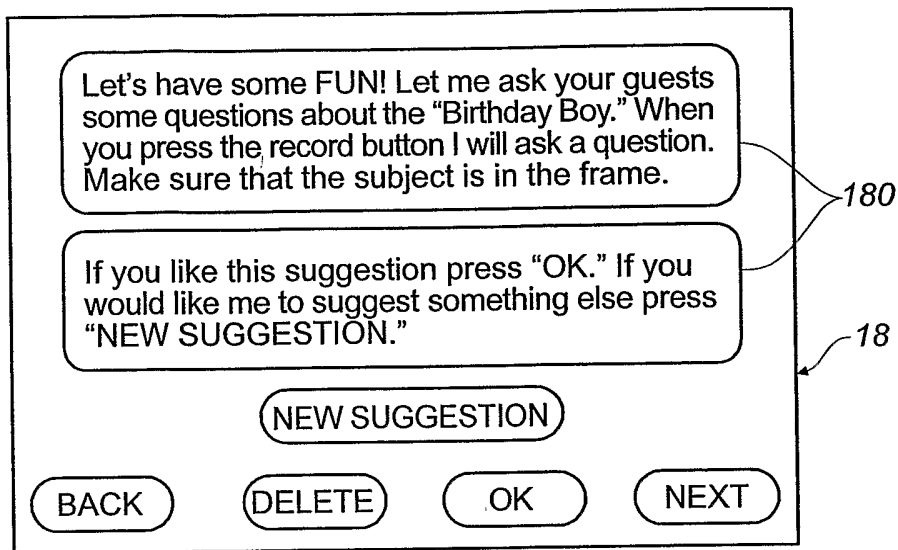 Let's have some FUN! Let me ask your guests
some questions about the “Birthday Boy.” When
you press the record button I will ask a question.
Make sure that the subject is in the frame.
180
If you like this suggestion press “OK.” If you
would like me to suggest something else press
“NEW SUGGESTION.”
18
NEW SUGGESTION
BACK DELETE OK NEXT